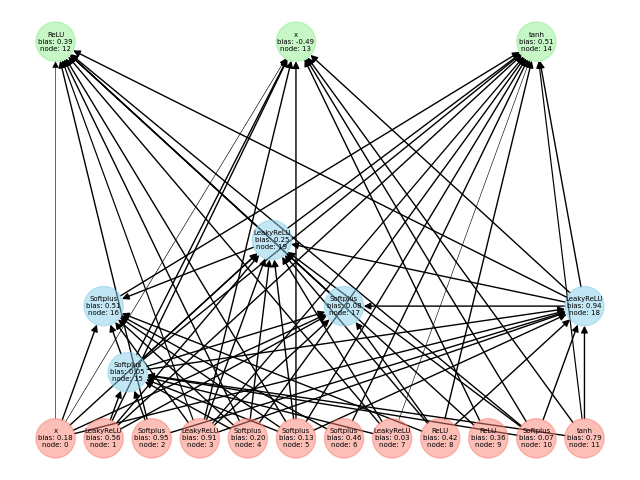 ReLU
bias: 0.39
node: 12
x
bias: -0.49
node: 13
tanh
bias: 0.51
node: 14
LeakyReLU
bias: 0.25
node: 19
Softplus
bias: 0.51
node: 16
Softplus
bias: 0.08
node: 17
LeakyReLU
bias: 0.94
node: 18
Softplus
bias: 0.05
node: 15
x
bias: 0.18
node: 0
LeakyReLU
bias: 0.56
node: 1
Softplus
bias: 0.95
node: 2
LeakyReLU
bias: 0.91
node: 3
Softplus
bias: 0.20
node: 4
Softplus
bias: 0.13
node: 5
Softplus
bias: 0.46
node: 6
LeakyReLU
bias: 0.03
node: 7
ReLU
bias: 0.42
node: 8
ReLU
bias: 0.36
node: 9
Softplus
bias: 0.07
node: 10
tanh
bias: 0.79
node: 11